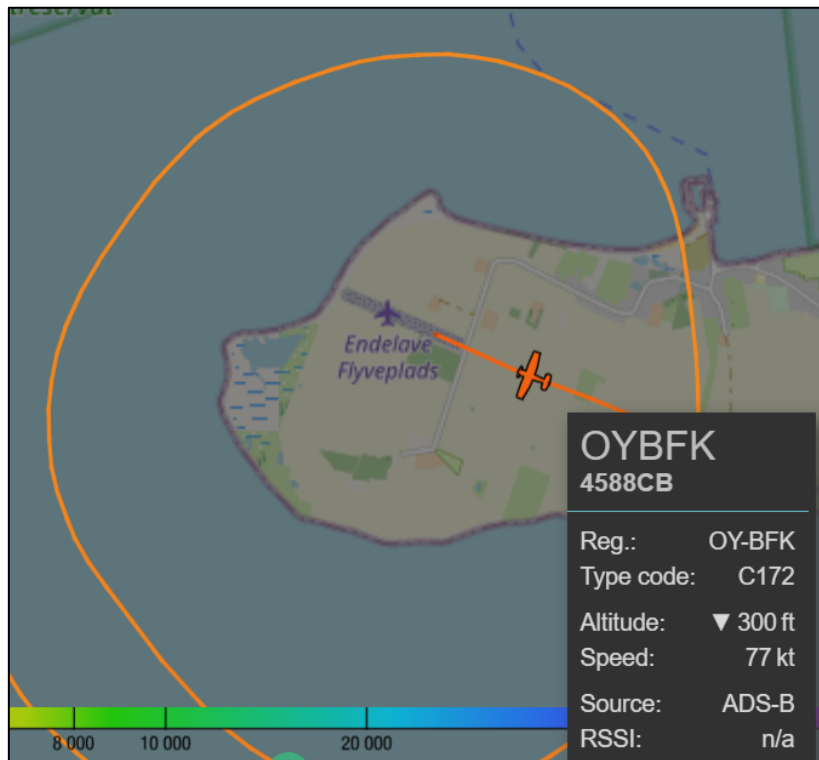 Endelave
Flyveplads
OYBFK
4588CB
Reg.: OY-BFK
Type code: C172
Altitude: ▼ 300 ft
Speed: 77 kt
Source: ADS-B
RSSI: n/a
8 000 10 000 20 000